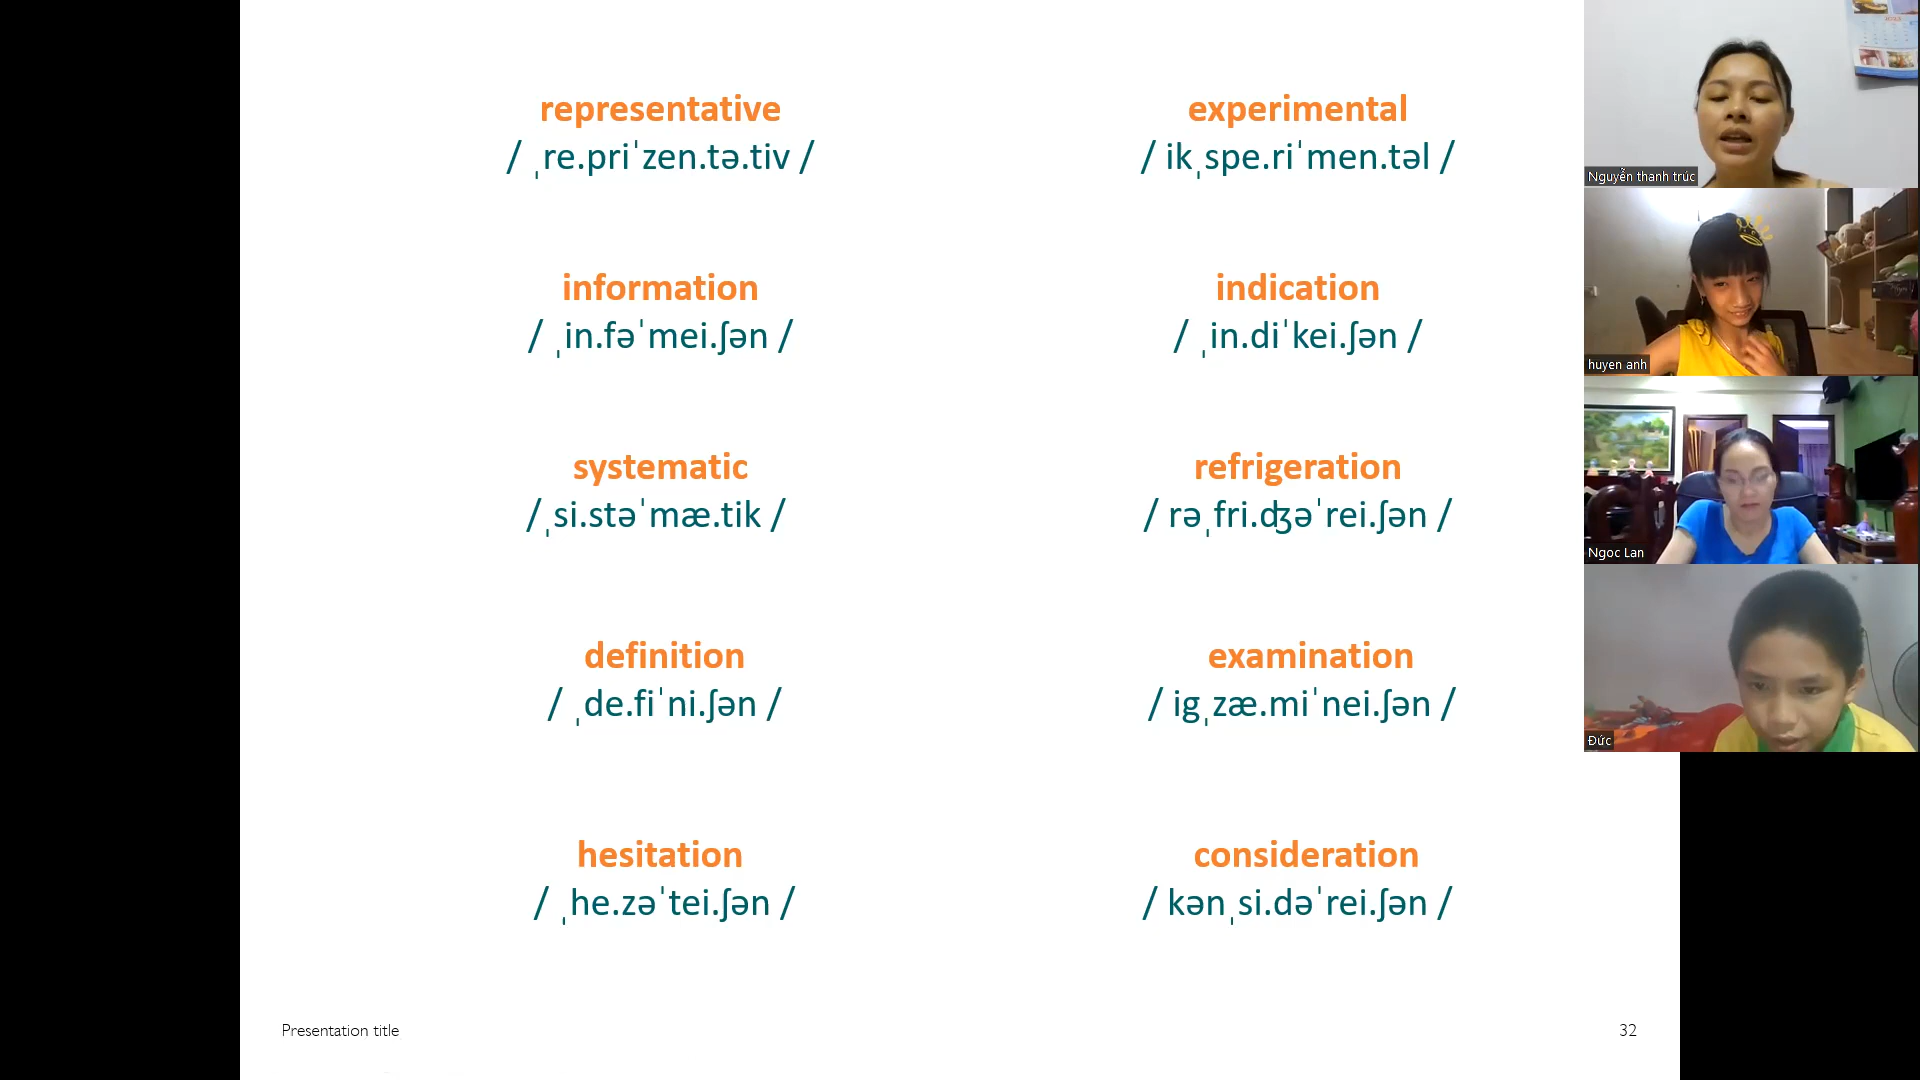 representative
/ ˌre.priˈzen.tə.tiv /
experimental
/ ikˌspe.riˈmen.təl /
information
/ ˌin.fəˈmei.ʃən /
indication
/ ˌin.diˈkei.ʃən /
systematic
/ˌsi.stəˈmæ.tik /
refrigeration
/ rəˌfri.ʤəˈrei.ʃən /
definition
/ ˌde.fiˈni.ʃən /
examination
/ igˌzæ.miˈnei.ʃən /
hesitation
/ ˌhe.zəˈtei.ʃən /
consideration
/ kənˌsi.dəˈrei.ʃən /
Presentation title
32
Nguyễn thanh trúc
huyen anh
Ngoc Lan
Đức